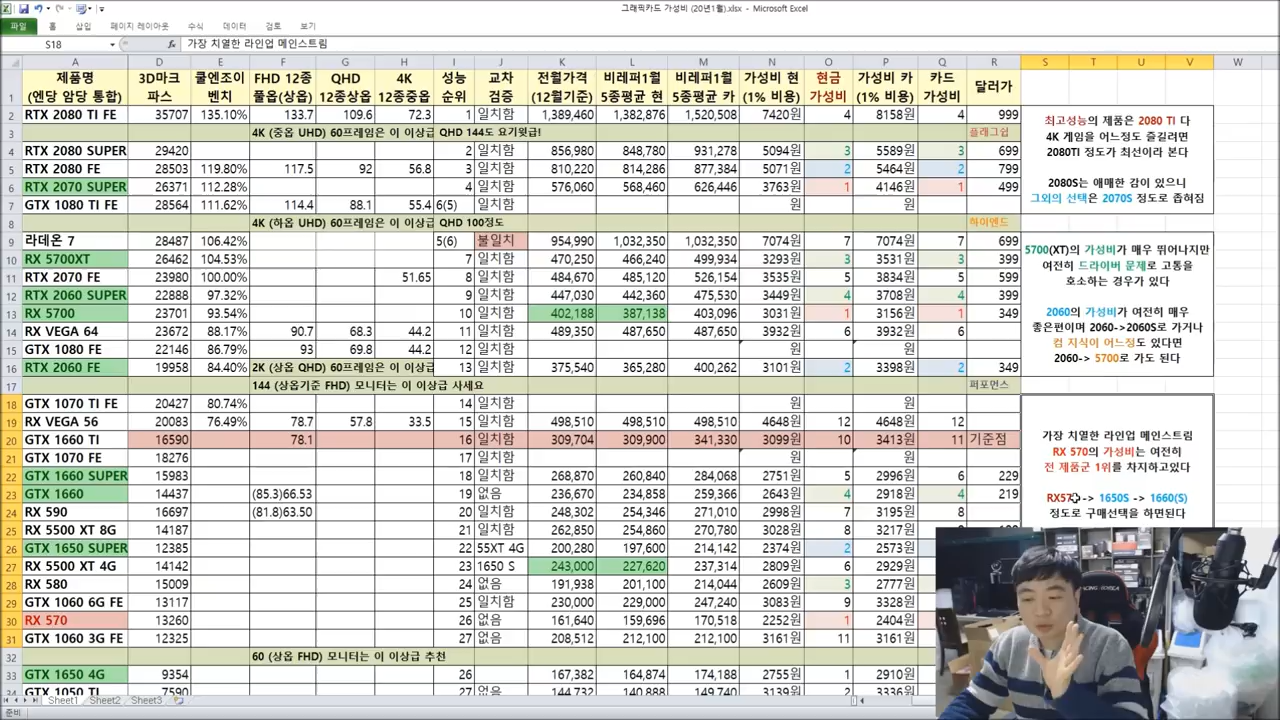 그래픽카드 가성비 (20년1월).xlsx - Microsoft Excel
파일 홈 삽입 페이지 레이아웃 수식 데이터 검토 보기
S18 fx 가장 치열한 라인업 메인스트림
A D E F G H I J K L M N O P Q R S T U V W
1 제품명 (엔당 암당 통합) 3D마크 파스 쿨엔조이 벤치 FHD 12종 풀옵(상옵) QHD 12종상옵 4K 12종중옵 성능 순위 교차 검증 전월가격 (12월기준) 비레퍼1월 5종평균 현 비레퍼1월 5종평균 카 가성비 현 (1% 비용) 현금 가성비 가성비 카 (1% 비용) 카드 가성비 달러가
2 RTX 2080 TI FE 35707 135.10% 133.7 109.6 72.3 1 일치함 1,389,460 1,382,876 1,520,508 7420원 4 8158원 4 999
3 4K (중옵 UHD) 60프레임은 이 이상급 QHD 144도 요기윗급! 플래그쉽
4 RTX 2080 SUPER 29420 2 일치함 856,980 848,780 931,278 5094원 3 5589원 3 699
5 RTX 2080 FE 28503 119.80% 117.5 92 56.8 3 일치함 810,220 814,286 877,384 5071원 2 5464원 2 799
6 RTX 2070 SUPER 26371 112.28% 4 일치함 576,060 568,460 626,446 3763원 1 4146원 1 499
7 GTX 1080 TI FE 28564 111.62% 114.4 88.1 55.4 6(5) 일치함 원 원
8 4K (하옵 UHD) 60프레임은 이 이상급 QHD 100정도 하이엔드
9 라데온 7 28487 106.42% 5(6) 불일치 954,990 1,032,350 1,032,350 7074원 7 7074원 7 699
10 RX 5700XT 26462 104.53% 7 일치함 470,250 466,240 499,934 3293원 3 3531원 3 399
11 RTX 2070 FE 23980 100.00% 51.65 8 일치함 484,670 485,120 526,154 3535원 5 3834원 5 599
12 RTX 2060 SUPER 22888 97.32% 9 일치함 447,030 442,360 475,530 3449원 4 3708원 4 399
13 RX 5700 23701 93.54% 10 일치함 402,188 387,138 403,096 3031원 1 3156원 1 349
14 RX VEGA 64 23672 88.17% 90.7 68.3 44.2 11 일치함 489,350 487,650 487,650 3932원 6 3932원 6
15 GTX 1080 FE 22146 86.79% 93 69.8 44.2 12 일치함 원 원
16 RTX 2060 FE 19958 84.40% 2K (상옵 QHD) 60프레임은 이 이상급 13 일치함 375,540 365,280 400,262 3101원 2 3398원 2 349
17 144 (상옵기준 FHD) 모니터는 이 이상급 사세요 퍼포먼스
18 GTX 1070 TI FE 20427 80.74% 14 일치함 원 원
19 RX VEGA 56 20083 76.49% 78.7 57.8 33.5 15 일치함 498,510 498,510 498,510 4648원 12 4648원 12
20 GTX 1660 TI 16590 78.1 16 일치함 309,704 309,900 341,330 3099원 10 3413원 11 기준점
21 GTX 1070 FE 18276 17 일치함 원 원
22 GTX 1660 SUPER 15983 18 일치함 268,870 260,840 284,068 2751원 5 2996원 6 229
23 GTX 1660 14437 (85.3)66.53 19 없음 236,670 234,858 259,366 2643원 4 2918원 4 219
24 RX 590 16697 (81.8)63.50 20 일치함 248,302 254,346 271,010 2998원 7 3195원 8
25 RX 5500 XT 8G 14187 21 일치함 262,850 254,860 270,780 3028원 8 3217원
26 GTX 1650 SUPER 12385 22 55XT 4G 200,280 197,600 214,142 2374원 2 2573원
27 RX 5500 XT 4G 14142 23 1650 S 243,000 227,620 237,314 2809원 6 2929원
28 RX 580 15009 24 없음 191,938 201,100 214,044 2609원 3 2777원
29 GTX 1060 6G FE 13117 25 일치함 230,000 229,000 247,240 3083원 9 3328원
30 RX 570 13260 26 없음 161,640 159,696 170,518 2252원 1 2404원
31 GTX 1060 3G FE 12325 27 없음 208,512 212,100 212,100 3161원 11 3161원
32 60 (상옵 FHD) 모니터는 이 이상급 추천
33 GTX 1650 4G 9354 26 167,382 164,874 174,188 2755원 1 2910원
34 GTX 1050 TI 7590 27 없음 144,732 140,888 149,740 3139원 2
최고성능의 제품은 2080 TI 다
4K 게임을 어느정도 즐길려면
2080TI 정도가 최선이라 본다
2080S는 애매한 감이 있으니
그외의 선택은 2070S 정도로 좁혀짐
5700(XT)의 가성비가 매우 뛰어나지만
여전히 드라이버 문제로 고통을
호소하는 경우가 있다
2060의 가성비가 여전히 매우
좋은편이며 2060->2060S로 가거나
컴 지식이 어느정도 있다면
2060-> 5700로 가도 된다
가장 치열한 라인업 메인스트림
RX 570의 가성비는 여전히
전 제품군 1위를 차지하고있다
RX57 -> 1650S -> 1660(S)
정도로 구매선택을 하면된다
Sheet1 Sheet2 Sheet3
준비